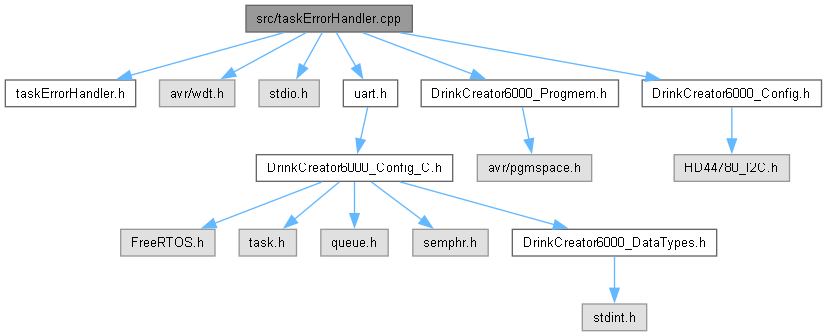 src/taskErrorHandler.cpp
taskErrorHandler.h
avr/wdt.h
stdio.h
uart.h
DrinkCreator6000_Progmem.h
DrinkCreator6000_Config.h
DrinkCreator6000_Config_C.h
avr/pgmspace.h
HD44780_I2C.h
FreeRTOS.h
task.h
queue.h
semphr.h
DrinkCreator6000_DataTypes.h
stdint.h